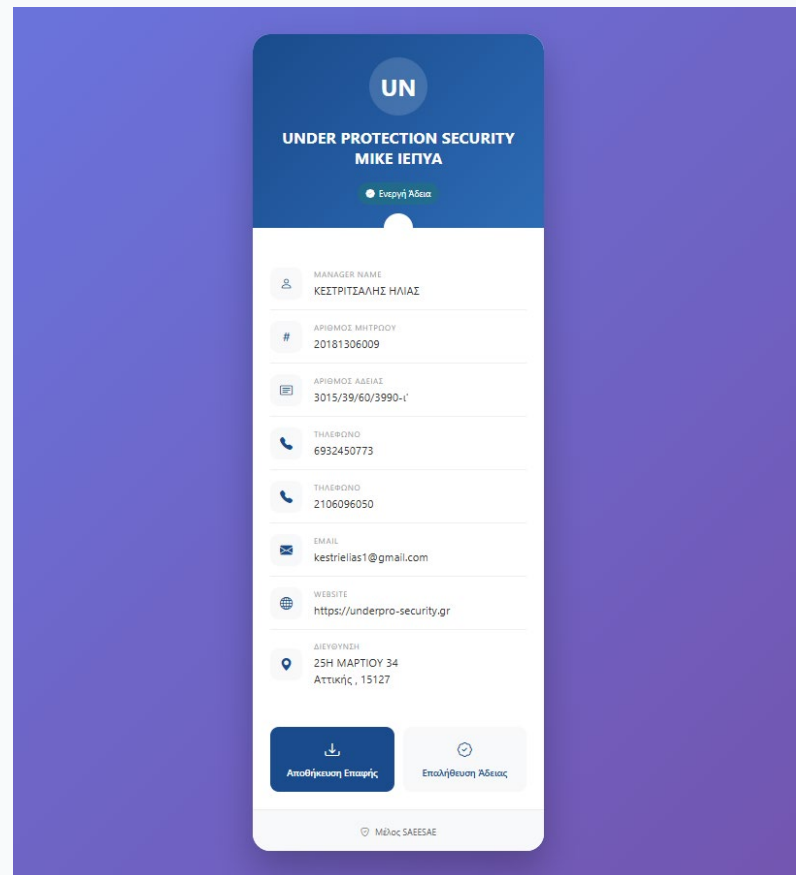 UN
UNDER PROTECTION SECURITY
ΜΙΚΕ ΙΕΠΥΑ
Ενεργή Άδεια
MANAGER NAME
ΚΕΣΤΡΙΤΣΑΛΗΣ ΗΛΙΑΣ
#
ΑΡΙΘΜΟΣ ΜΗΤΡΩΟΥ
20181306009
ΑΡΙΘΜΟΣ ΑΔΕΙΑΣ
3015/39/60/3990-ι΄
ΤΗΛΕΦΩΝΟ
6932450773
ΤΗΛΕΦΩΝΟ
2106096050
EMAIL
kestrielias1@gmail.com
WEBSITE
https://underpro-security.gr
ΔΙΕΥΘΥΝΣΗ
25Η ΜΑΡΤΙΟΥ 34
Αττικής , 15127
Αποθήκευση Επαφής
Επαλήθευση Άδειας
Μέλος SAEESAE